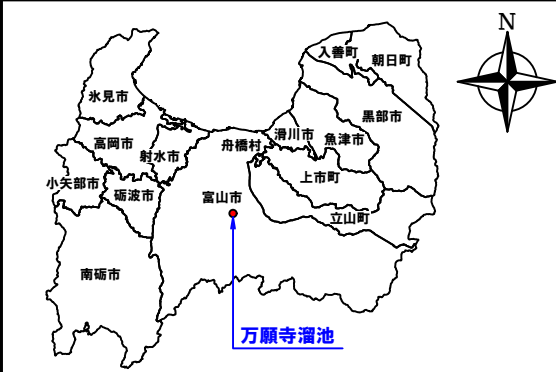 N
入善町
朝日町
氷見市
黒部市
高岡市
滑川市
魚津市
射水市
舟橋村
上市町
小矢部市
砺波市
富山市
立山町
南砺市
万願寺溜池